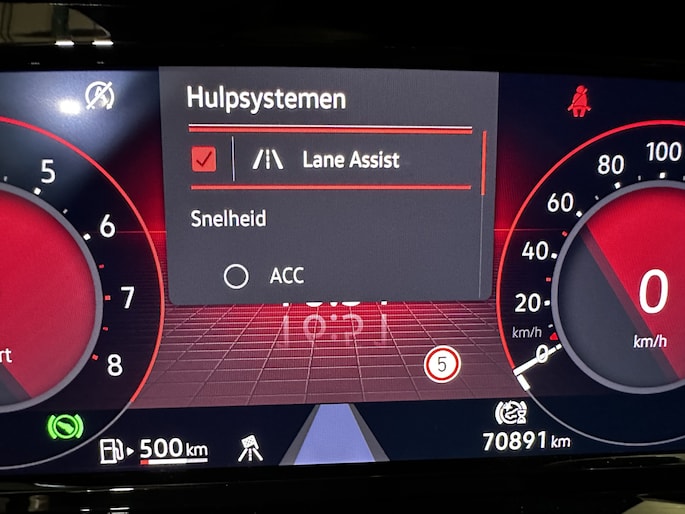 Hulpsystemen
Lane Assist
Snelheid
ACC
5
6
7
8
rt
100
80
60
40
20
0
km/h
0
km/h
5
500 km
70891 km